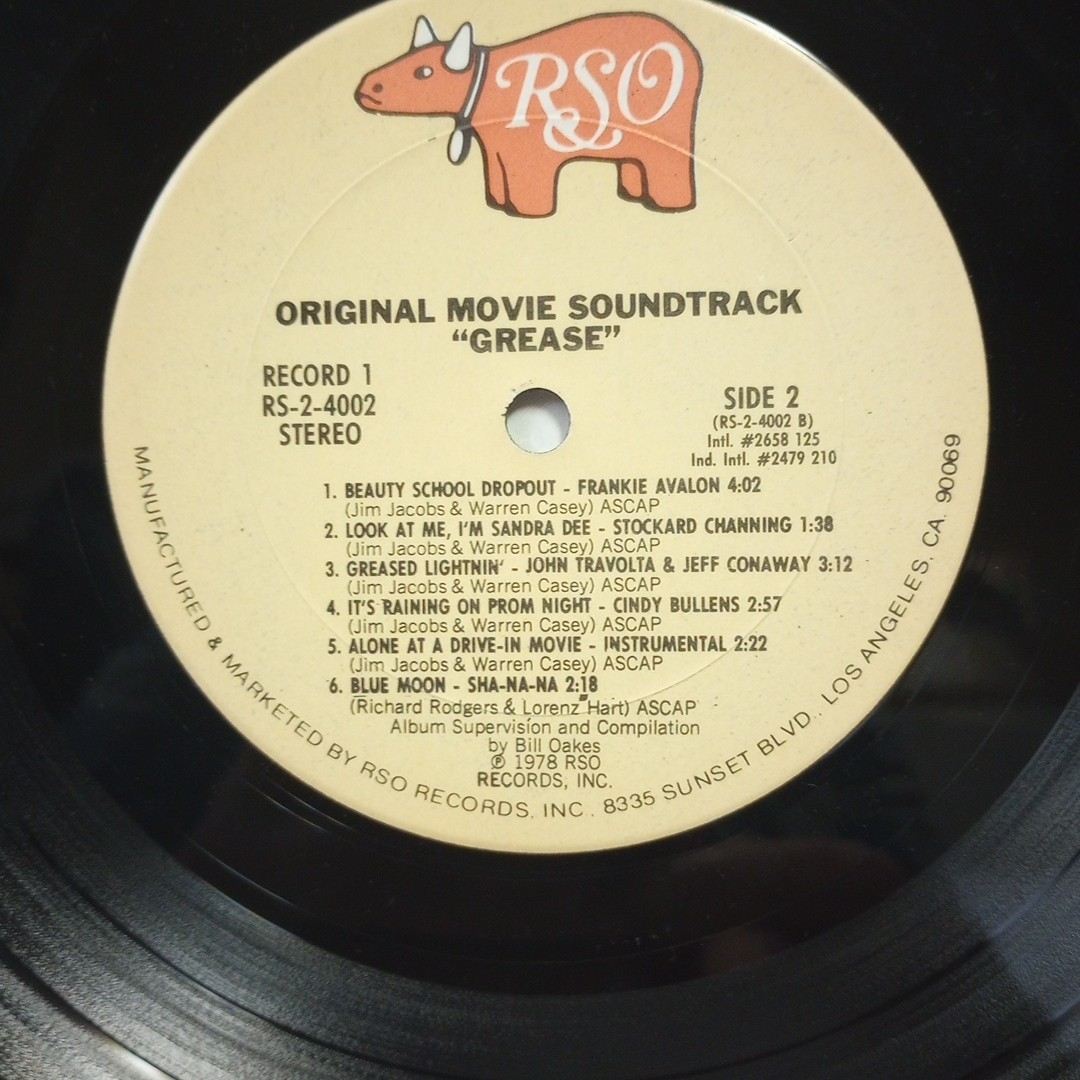 RSO
ORIGINAL MOVIE SOUNDTRACK
“GREASE”
RECORD 1
RS-2-4002
STEREO
SIDE 2
(RS-2-4002 B)
Intl. #2658 125
Ind. Intl. #2479 210
1. BEAUTY SCHOOL DROPOUT - FRANKIE AVALON 4:02
(Jim Jacobs & Warren Casey) ASCAP
2. LOOK AT ME, I'M SANDRA DEE - STOCKARD CHANNING 1:38
(Jim Jacobs & Warren Casey) ASCAP
3. GREASED LIGHTNIN' - JOHN TRAVOLTA & JEFF CONAWAY 3:12
(Jim Jacobs & Warren Casey) ASCAP
4. IT'S RAINING ON PROM NIGHT - CINDY BULLENS 2:57
(Jim Jacobs & Warren Casey) ASCAP
5. ALONE AT A DRIVE-IN MOVIE - INSTRUMENTAL 2:22
(Jim Jacobs & Warren Casey) ASCAP
6. BLUE MOON - SHA-NA-NA 2:18
(Richard Rodgers & Lorenz Hart) ASCAP
Album Supervision and Compilation
by Bill Oakes
℗ 1978 RSO
RECORDS, INC.
MANUFACTURED & MARKETED BY RSO RECORDS, INC., 8335 SUNSET BLVD., LOS ANGELES, CA. 90069